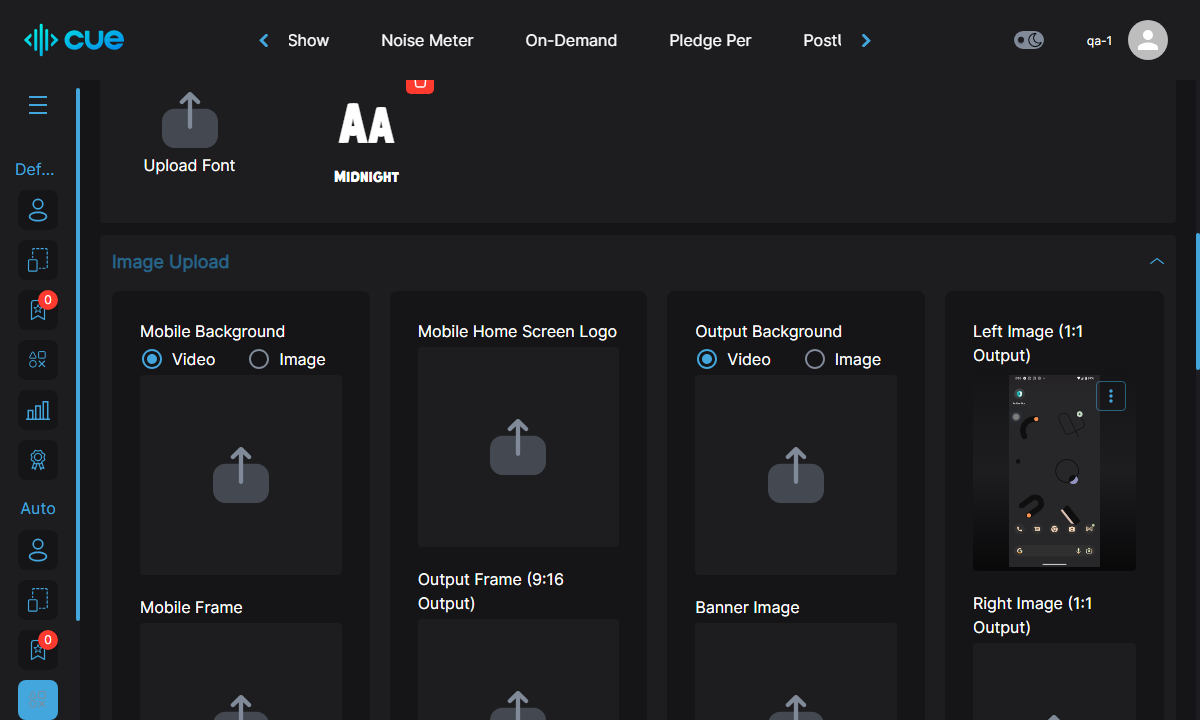 cue
Show
Noise Meter
On-Demand
Pledge Per
qa-1
Def...
0
Auto
0
Upload Font
AA
MIDNIGHT
Image Upload
Mobile Background
Video
Image
Mobile Home Screen Logo
Output Background
Video
Image
Left Image (1:1
Output)
Mobile Frame
Output Frame (9:16
Output)
Banner Image
Right Image (1:1
Output)